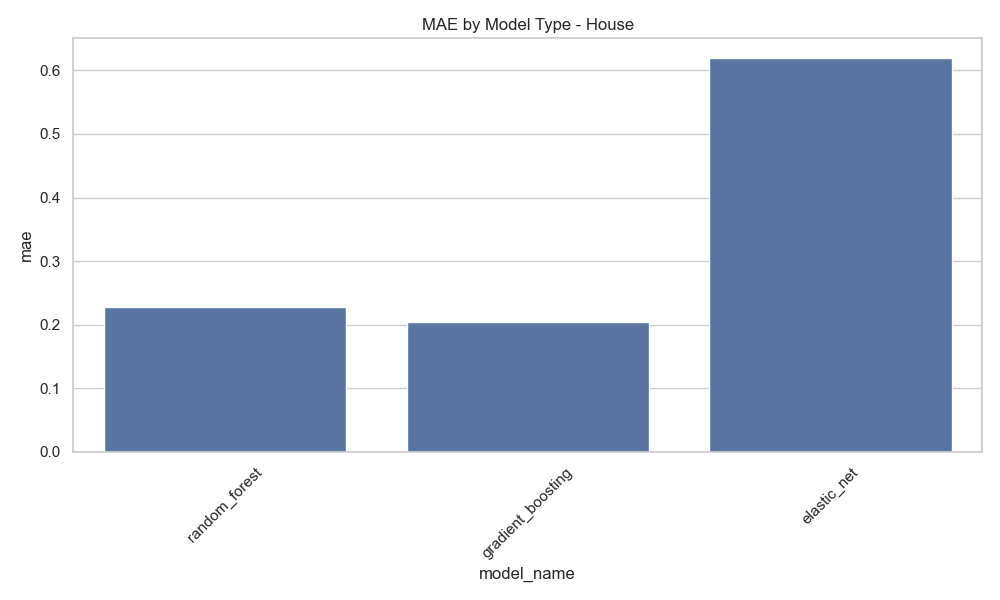 MAE by Model Type - House
mae
0.6
0.5
0.4
0.3
0.2
0.1
0.0
random_forest
gradient_boosting
elastic_net
model_name